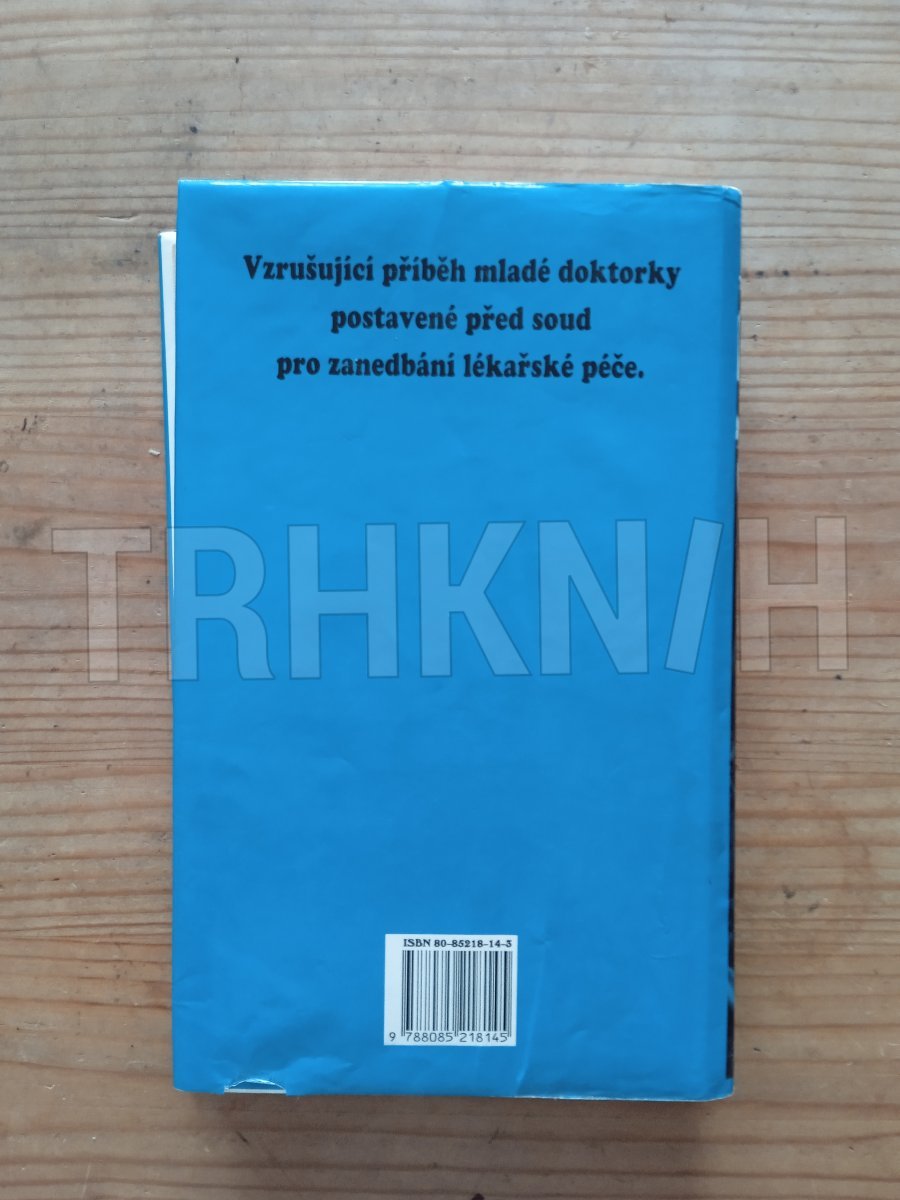 Vzrušující příběh mladé doktorky
postavené před soud
pro zanedbání lékařské péče.
TRHKNIH
ISBN 80-85218-14-3
9 788085 218145